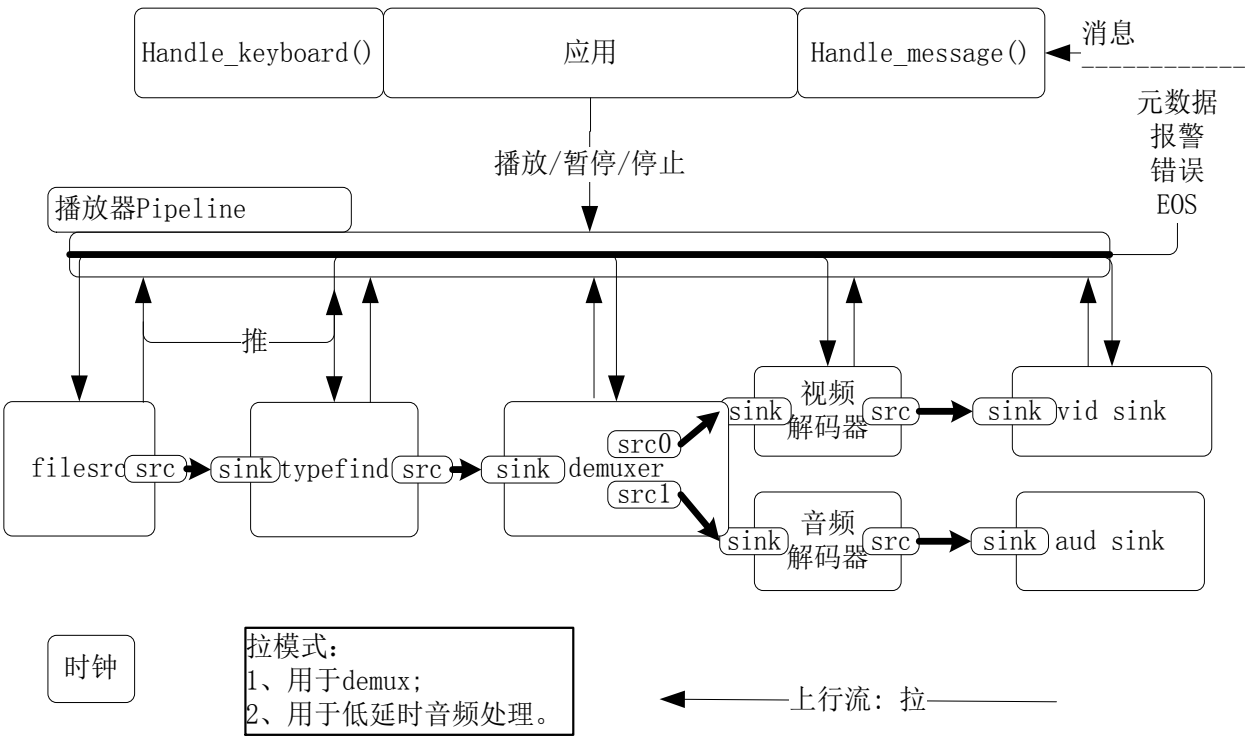 Handle_keyboard()
应用
Handle_message()
消息
元数据
报警
错误
EOS
播放/暂停/停止
播放器Pipeline
推
filesrc
src
sink
typefind
src
sink
demuxer
src0
src1
sink
视频
解码器
src
sink
vid sink
sink
音频
解码器
src
sink
aud sink
时钟
拉模式：
1、用于demux;
2、用于低延时音频处理。
上行流: 拉